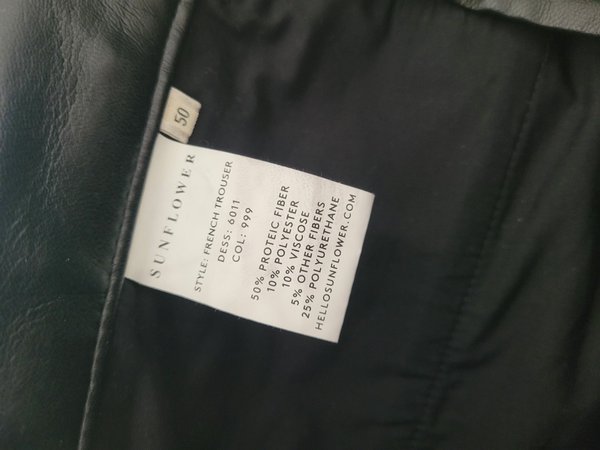 50
SUNFLOWER
STYLE: FRENCH TROUSER
DESS: 6011
COL: 999
50% PROTEIC FIBER
10% POLYESTER
10% VISCOSE
5% OTHER FIBERS
25% POLYURETHANE
HELLOSUNFLOWER.COM